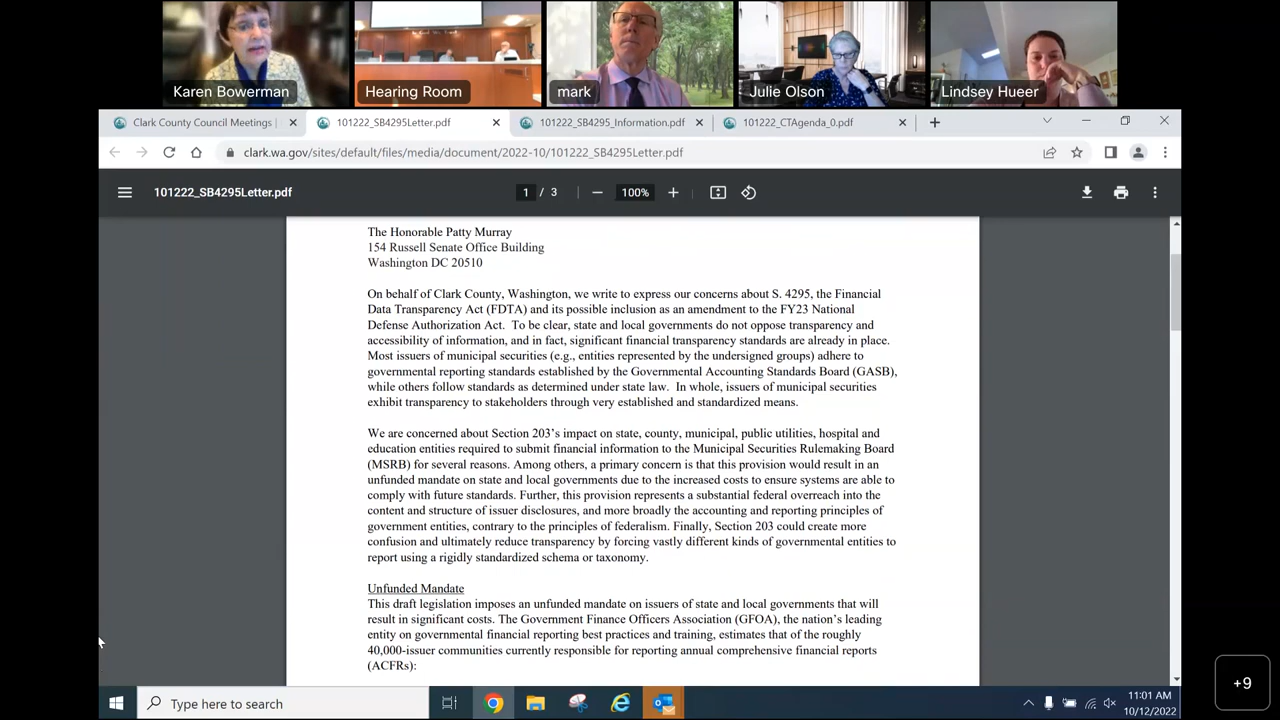 Karen Bowerman
Hearing Room
mark
Julie Olson
Lindsey Hueer
Clark County Council Meetings |
101222_SB4295Letter.pdf
101222_SB4295_Information.pdf
101222_CTAgenda_0.pdf
clark.wa.gov/sites/default/files/media/document/2022-10/101222_SB4295Letter.pdf
101222_SB4295Letter.pdf
1 / 3
100%
The Honorable Patty Murray
154 Russell Senate Office Building
Washington DC 20510
On behalf of Clark County, Washington, we write to express our concerns about S. 4295, the Financial
Data Transparency Act (FDTA) and its possible inclusion as an amendment to the FY23 National
Defense Authorization Act. To be clear, state and local governments do not oppose transparency and
accessibility of information, and in fact, significant financial transparency standards are already in place.
Most issuers of municipal securities (e.g., entities represented by the undersigned groups) adhere to
governmental reporting standards established by the Governmental Accounting Standards Board (GASB),
while others follow standards as determined under state law. In whole, issuers of municipal securities
exhibit transparency to stakeholders through very established and standardized means.
We are concerned about Section 203's impact on state, county, municipal, public utilities, hospital and
education entities required to submit financial information to the Municipal Securities Rulemaking Board
(MSRB) for several reasons. Among others, a primary concern is that this provision would result in an
unfunded mandate on state and local governments due to the increased costs to ensure systems are able to
comply with future standards. Further, this provision represents a substantial federal overreach into the
content and structure of issuer disclosures, and more broadly the accounting and reporting principles of
government entities, contrary to the principles of federalism. Finally, Section 203 could create more
confusion and ultimately reduce transparency by forcing vastly different kinds of governmental entities to
report using a rigidly standardized schema or taxonomy.
Unfunded Mandate
This draft legislation imposes an unfunded mandate on issuers of state and local governments that will
result in significant costs. The Government Finance Officers Association (GFOA), the nation's leading
entity on governmental financial reporting best practices and training, estimates that of the roughly
40,000-issuer communities currently responsible for reporting annual comprehensive financial reports
(ACFRs):
Type here to search
11:01 AM
10/12/2022
+9